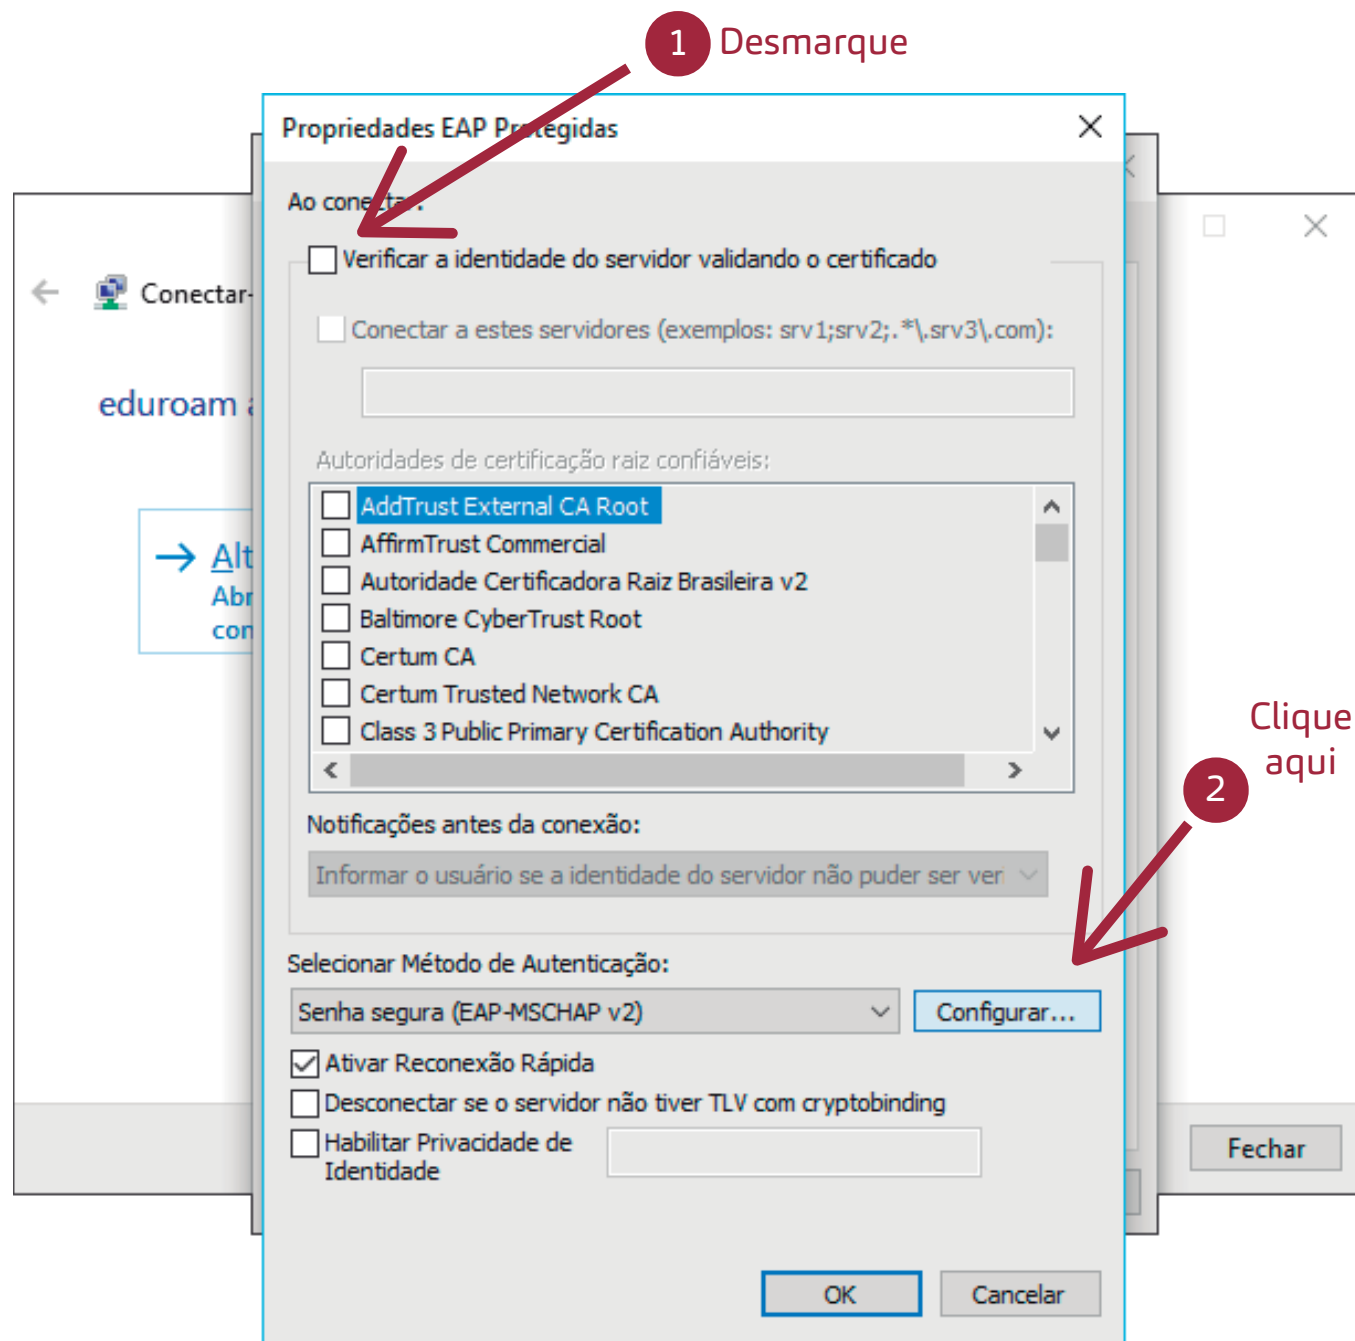 1 Desmarque
Propriedades EAP Protegidas
Ao conectar:
Verificar a identidade do servidor validando o certificado
Conectar-
Conectar a estes servidores (exemplos: srv1;srv2;.*\.srv3\.com):
eduroam a
Autoridades de certificação raiz confiáveis:
AddTrust External CA Root
AffirmTrust Commercial
Alt
Autoridade Certificadora Raiz Brasileira v2
Abr
Baltimore CyberTrust Root
con
Certum CA
Certum Trusted Network CA
Class 3 Public Primary Certification Authority
Clique
aqui
2
Notificações antes da conexão:
Informar o usuário se a identidade do servidor não puder ser veri
Selecionar Método de Autenticação:
Senha segura (EAP-MSCHAP v2)
Configurar...
Ativar Reconexão Rápida
Desconectar se o servidor não tiver TLV com cryptobinding
Habilitar Privacidade de
Identidade
Fechar
OK
Cancelar